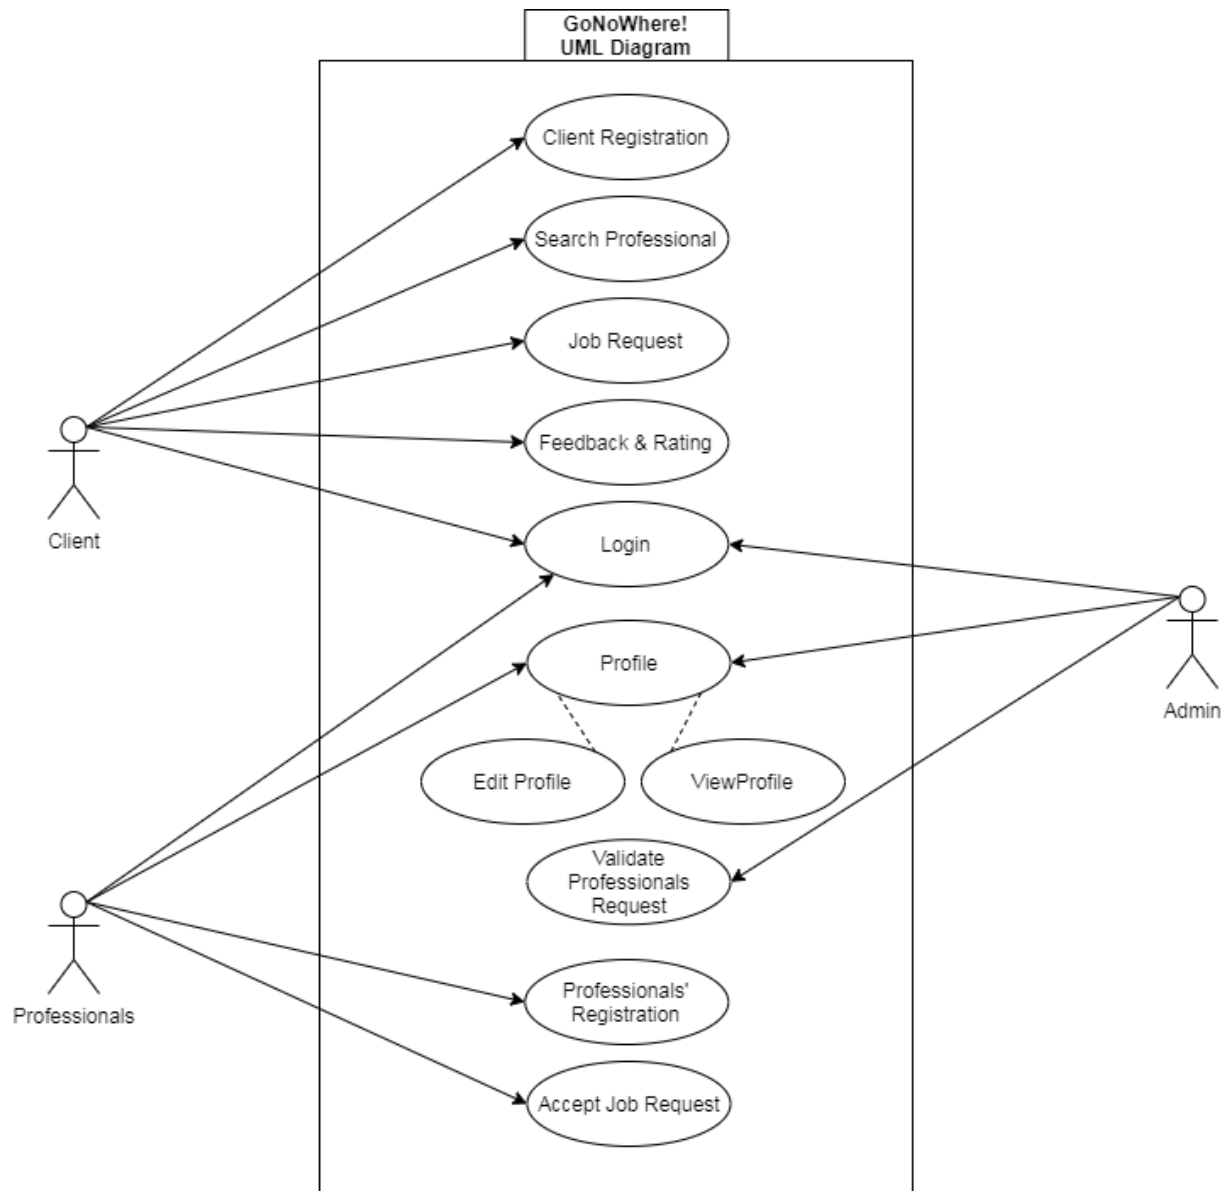 GoNoWhere!
UML Diagram
Client Registration
Search Professional
Job Request
Feedback & Rating
Client
Login
Profile
Admin
Edit Profile
ViewProfile
Validate
Professionals
Request
Professionals
Professionals'
Registration
Accept Job Request